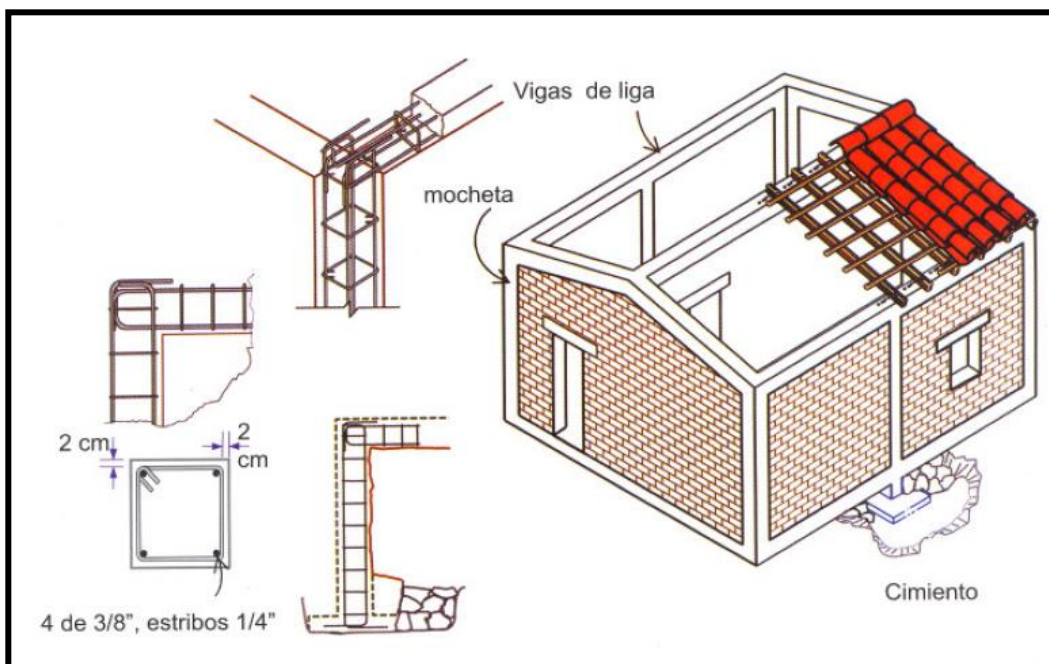 Vigas de liga
mocheta
2 cm
2
cm
4 de 3/8", estribos 1/4"
Cimiento